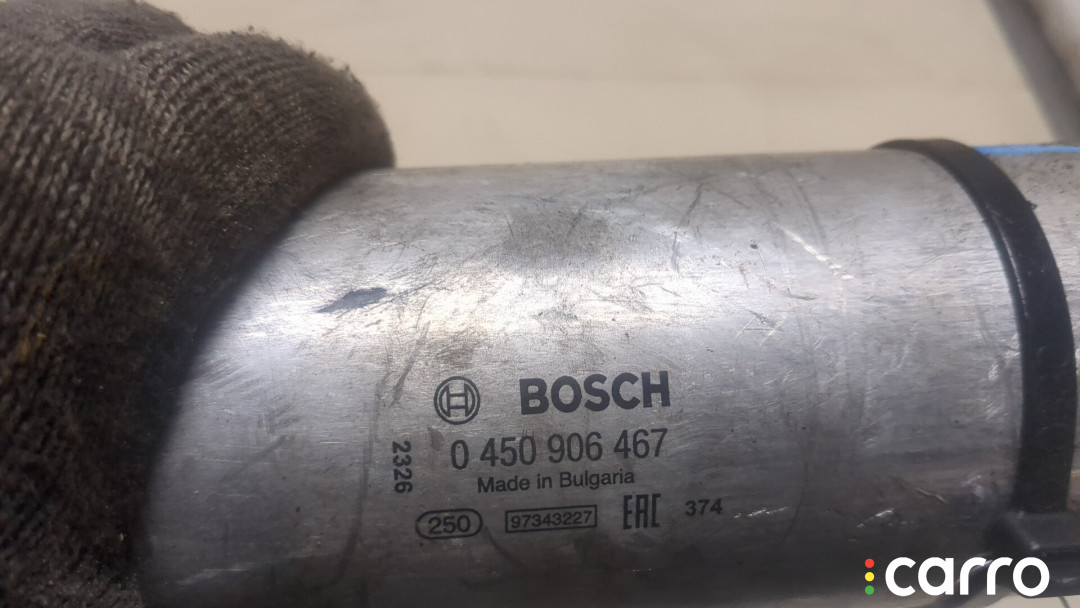 BOSCH
0 450 906 467
2326
Made in Bulgaria
250 97343227 EAC 374
carro